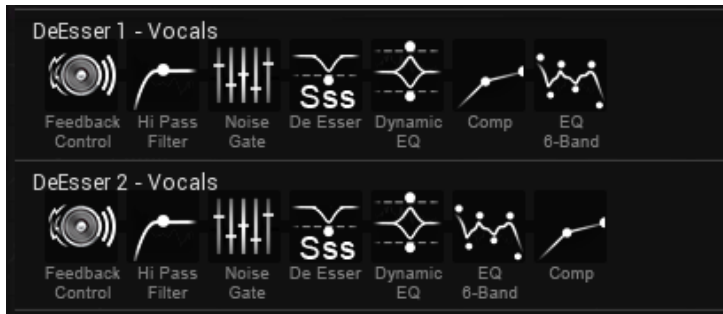 DeEsser 1 - Vocals
Sss
Feedback Hi Pass Noise De Esser Dynamic Comp EQ
Control Filter Gate EQ 6-Band
DeEsser 2 - Vocals
Sss
Feedback Hi Pass Noise De Esser Dynamic EQ Comp
Control Filter Gate EQ 6-Band